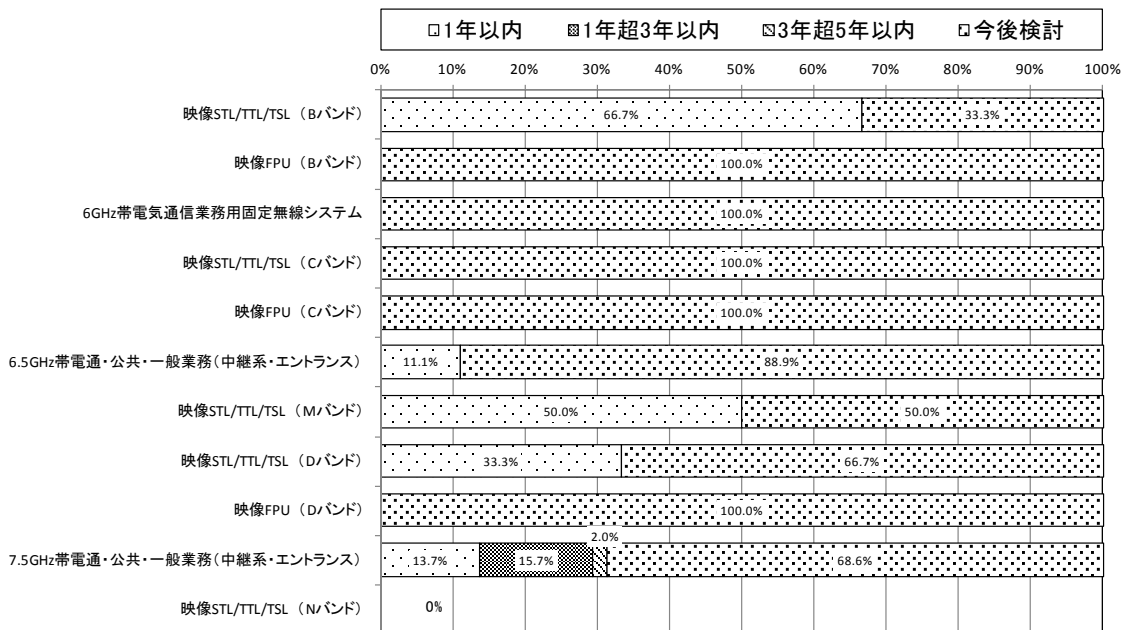 1年以内 1年超3年以内 3年超5年以内 今後検討
0% 10% 20% 30% 40% 50% 60% 70% 80% 90% 100%
映像STL/TTL/TSL（Bバンド） 66.7% 33.3%
映像FPU（Bバンド） 100.0%
6GHz帯電気通信業務用固定無線システム 100.0%
映像STL/TTL/TSL（Cバンド） 100.0%
映像FPU（Cバンド） 100.0%
6.5GHz帯電通・公共・一般業務（中継系・エントランス） 11.1% 88.9%
映像STL/TTL/TSL（Mバンド） 50.0% 50.0%
映像STL/TTL/TSL（Dバンド） 33.3% 66.7%
映像FPU（Dバンド） 100.0%
7.5GHz帯電通・公共・一般業務（中継系・エントランス） 13.7% 15.7% 2.0% 68.6%
映像STL/TTL/TSL（Nバンド） 0%